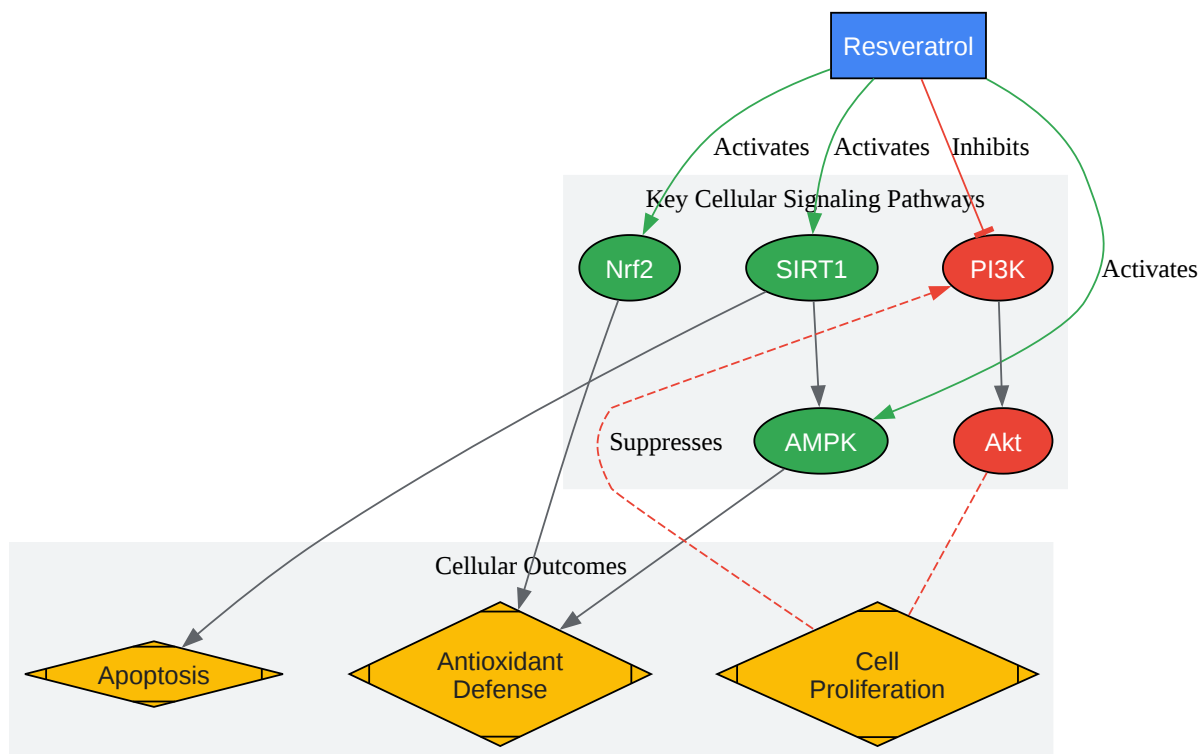 Resveratrol
Activates
Activates
Inhibits
Key Cellular Signaling Pathways
Nrf2
SIRT1
PI3K
Activates
Suppresses
AMPK
Akt
Cellular Outcomes
Apoptosis
Antioxidant
Defense
Cell
Proliferation